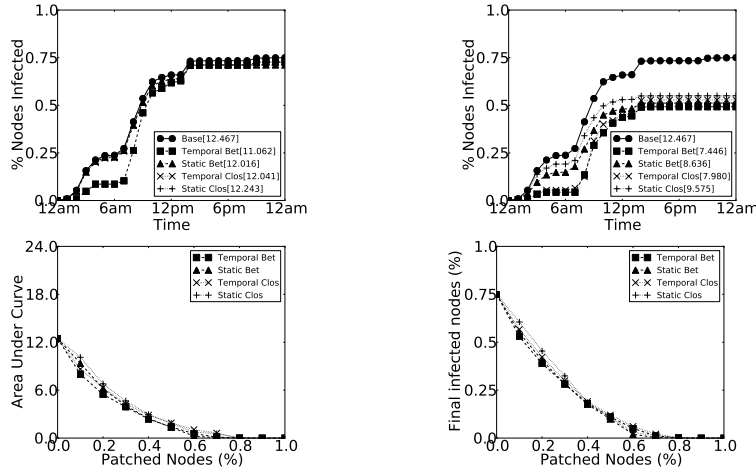 1.0
0.75
0.5
0.25
0.0
% Nodes Infected
Base[12.467]
Temporal Bet[11.062]
Static Bet[12.016]
Temporal Clos[12.041]
Static Clos[12.243]
12am 6am 12pm 6pm 12am
Time
1.0
0.75
0.5
0.25
0.0
% Nodes Infected
Base[12.467]
Temporal Bet[7.446]
Static Bet[8.636]
Temporal Clos[7.980]
Static Clos[9.575]
12am 6am 12pm 6pm 12am
Time
24.0
18.0
12.0
6.0
0.0
Area Under Curve
Temporal Bet
Static Bet
Temporal Clos
Static Clos
0.0 0.2 0.4 0.6 0.8 1.0
Patched Nodes (%)
1.0
0.75
0.5
0.25
0.0
Final infected nodes (%)
Temporal Bet
Static Bet
Temporal Clos
Static Clos
0.0 0.2 0.4 0.6 0.8 1.0
Patched Nodes (%)